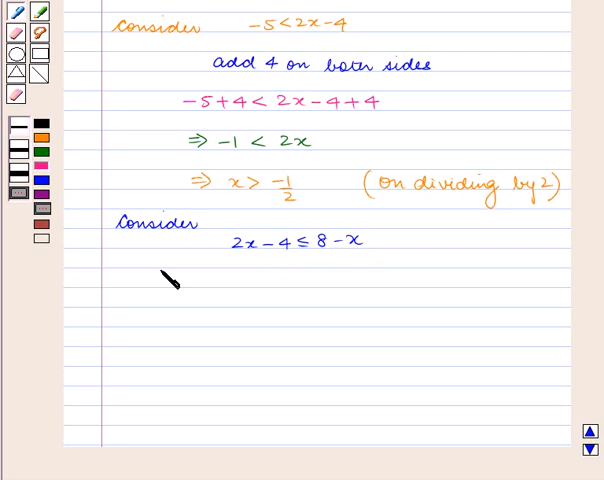 Consider -5 < 2x - 4
add 4 on both sides
-5 + 4 < 2x - 4 + 4
⇒ -1 < 2x
⇒ x > -1/2 (On dividing by 2)
Consider
2x - 4 ≤ 8 - x